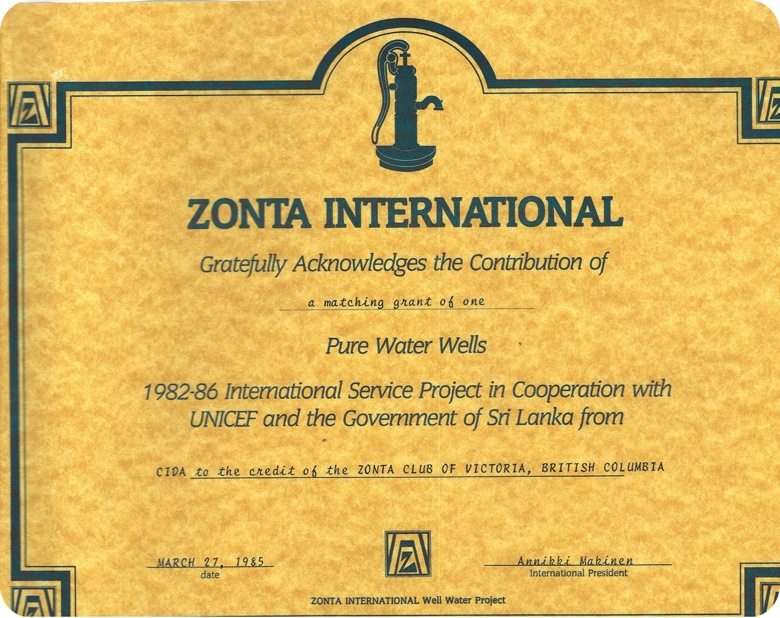 ZONTA INTERNATIONAL
Gratefully Acknowledges the Contribution of
a matching grant of one
Pure Water Wells
1982-86 International Service Project in Cooperation with
UNICEF and the Government of Sri Lanka from
CIDA to the credit of the ZONTA CLUB OF VICTORIA, BRITISH COLUMBIA
MARCH 27, 1985
date
Annikki Makinen
International President
ZONTA INTERNATIONAL Well Water Project